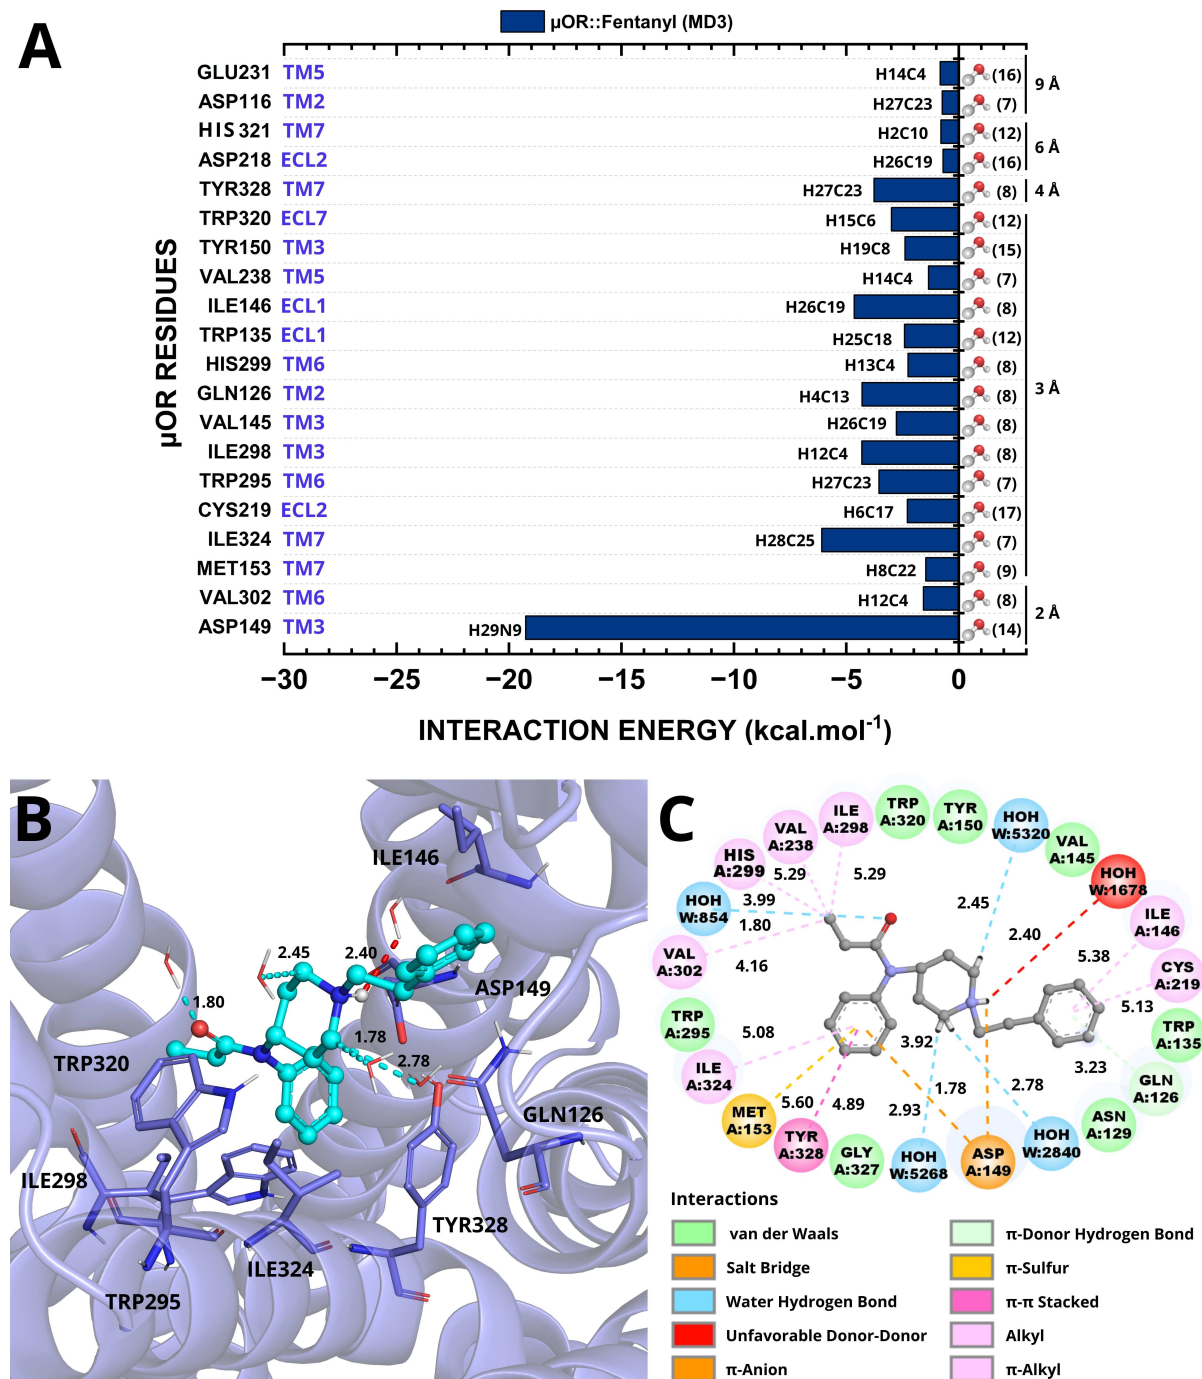 A
µOR::Fentanyl (MD3)
GLU231 TM5 H14C4 (16)
9 Å
ASP116 TM2 H27C23 (7)
HIS 321 TM7 H2C10 (12)
6 Å
ASP218 ECL2 H26C19 (16)
TYR328 TM7 H27C23 (8) 4 Å
TRP320 ECL7 H15C6 (12)
TYR150 TM3 H19C8 (15)
VAL238 TM5 H14C4 (7)
ILE146 ECL1 H26C19 (8)
TRP135 ECL1 H25C18 (12)
HIS299 TM6 H13C4 (8)
3 Å
GLN126 TM2 H4C13 (8)
VAL145 TM3 H26C19 (8)
ILE298 TM3 H12C4 (8)
TRP295 TM6 H27C23 (7)
CYS219 ECL2 H6C17 (17)
ILE324 TM7 H28C25 (7)
MET153 TM7 H8C22 (9)
VAL302 TM6 H12C4 (8)
2 Å
ASP149 TM3 H29N9 (14)
µOR RESIDUES
−30 −25 −20 −15 −10 −5 0
INTERACTION ENERGY (kcal.mol⁻¹)
B
ILE146
2.45 2.40
ASP149
1.80
1.78
2.78
TRP320
GLN126
ILE298
TYR328
ILE324
TRP295
C
TRP
A:320
TYR
A:150
HOH
W:5320
ILE
A:298
VAL
A:238
VAL
A:145
HIS
A:299
HOH
W:1678
HOH
W:854
ILE
A:146
VAL
A:302
CYS
A:219
TRP
A:295
TRP
A:135
ILE
A:324
GLN
A:126
MET
A:153
ASN
A:129
TYR
A:328
GLY
A:327
HOH
W:5268
ASP
A:149
HOH
W:2840
5.29 5.29
3.99
1.80
4.16
2.45
2.40
5.38
5.13
5.08
3.92
3.23
5.60 4.89 2.93 1.78 2.78
Interactions
van der Waals
Salt Bridge
Water Hydrogen Bond
Unfavorable Donor-Donor
π-Anion
π-Donor Hydrogen Bond
π-Sulfur
π-π Stacked
Alkyl
π-Alkyl